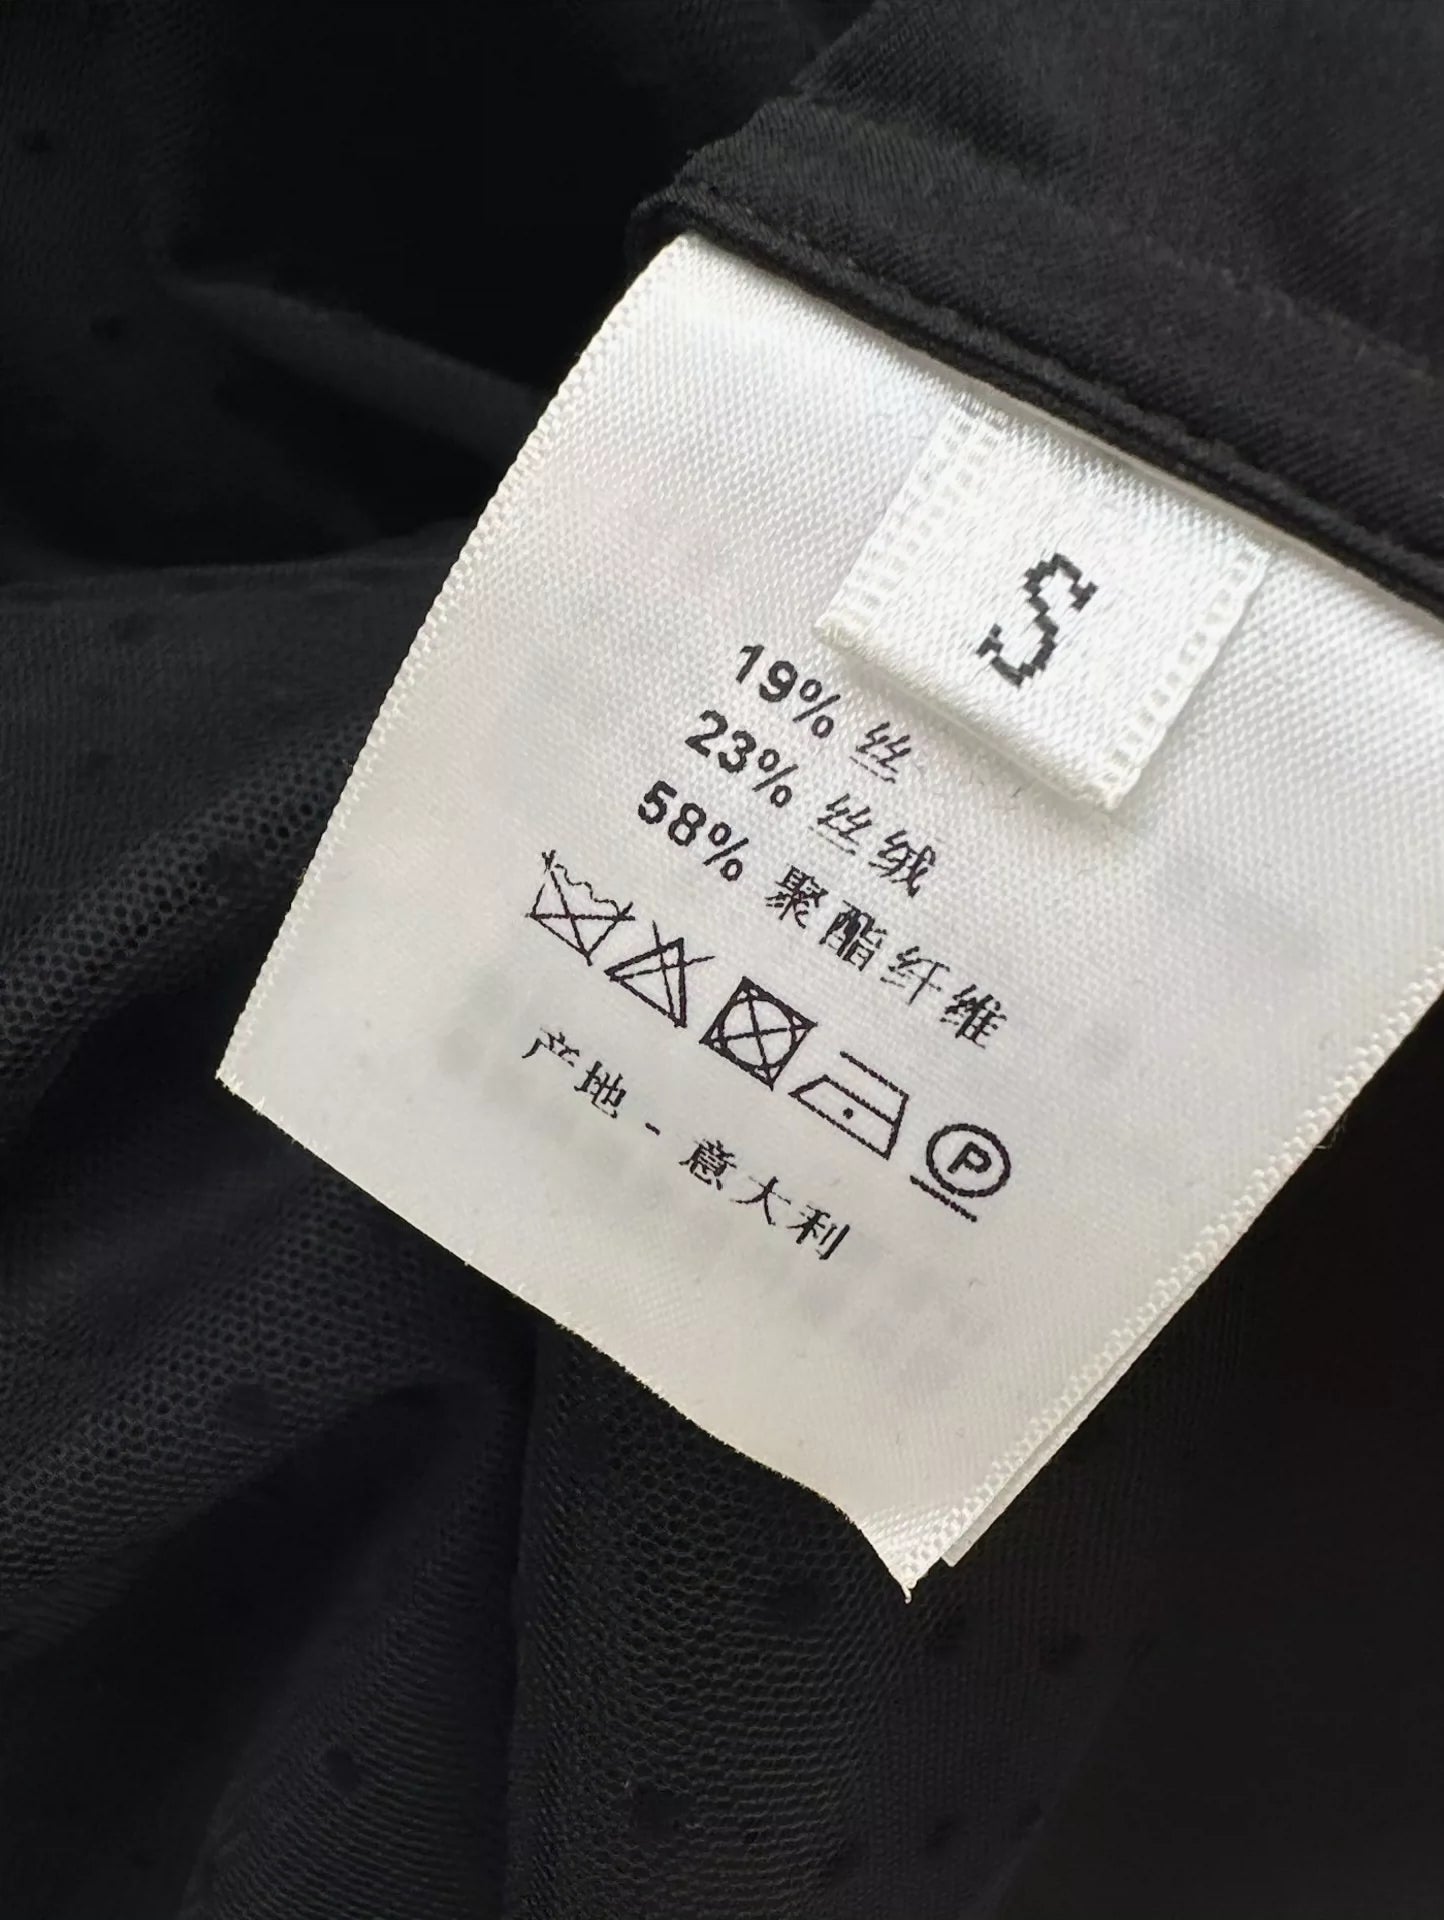 S
19% 丝
23% 丝绒
58% 聚酯纤维
P
产地 - 意大利